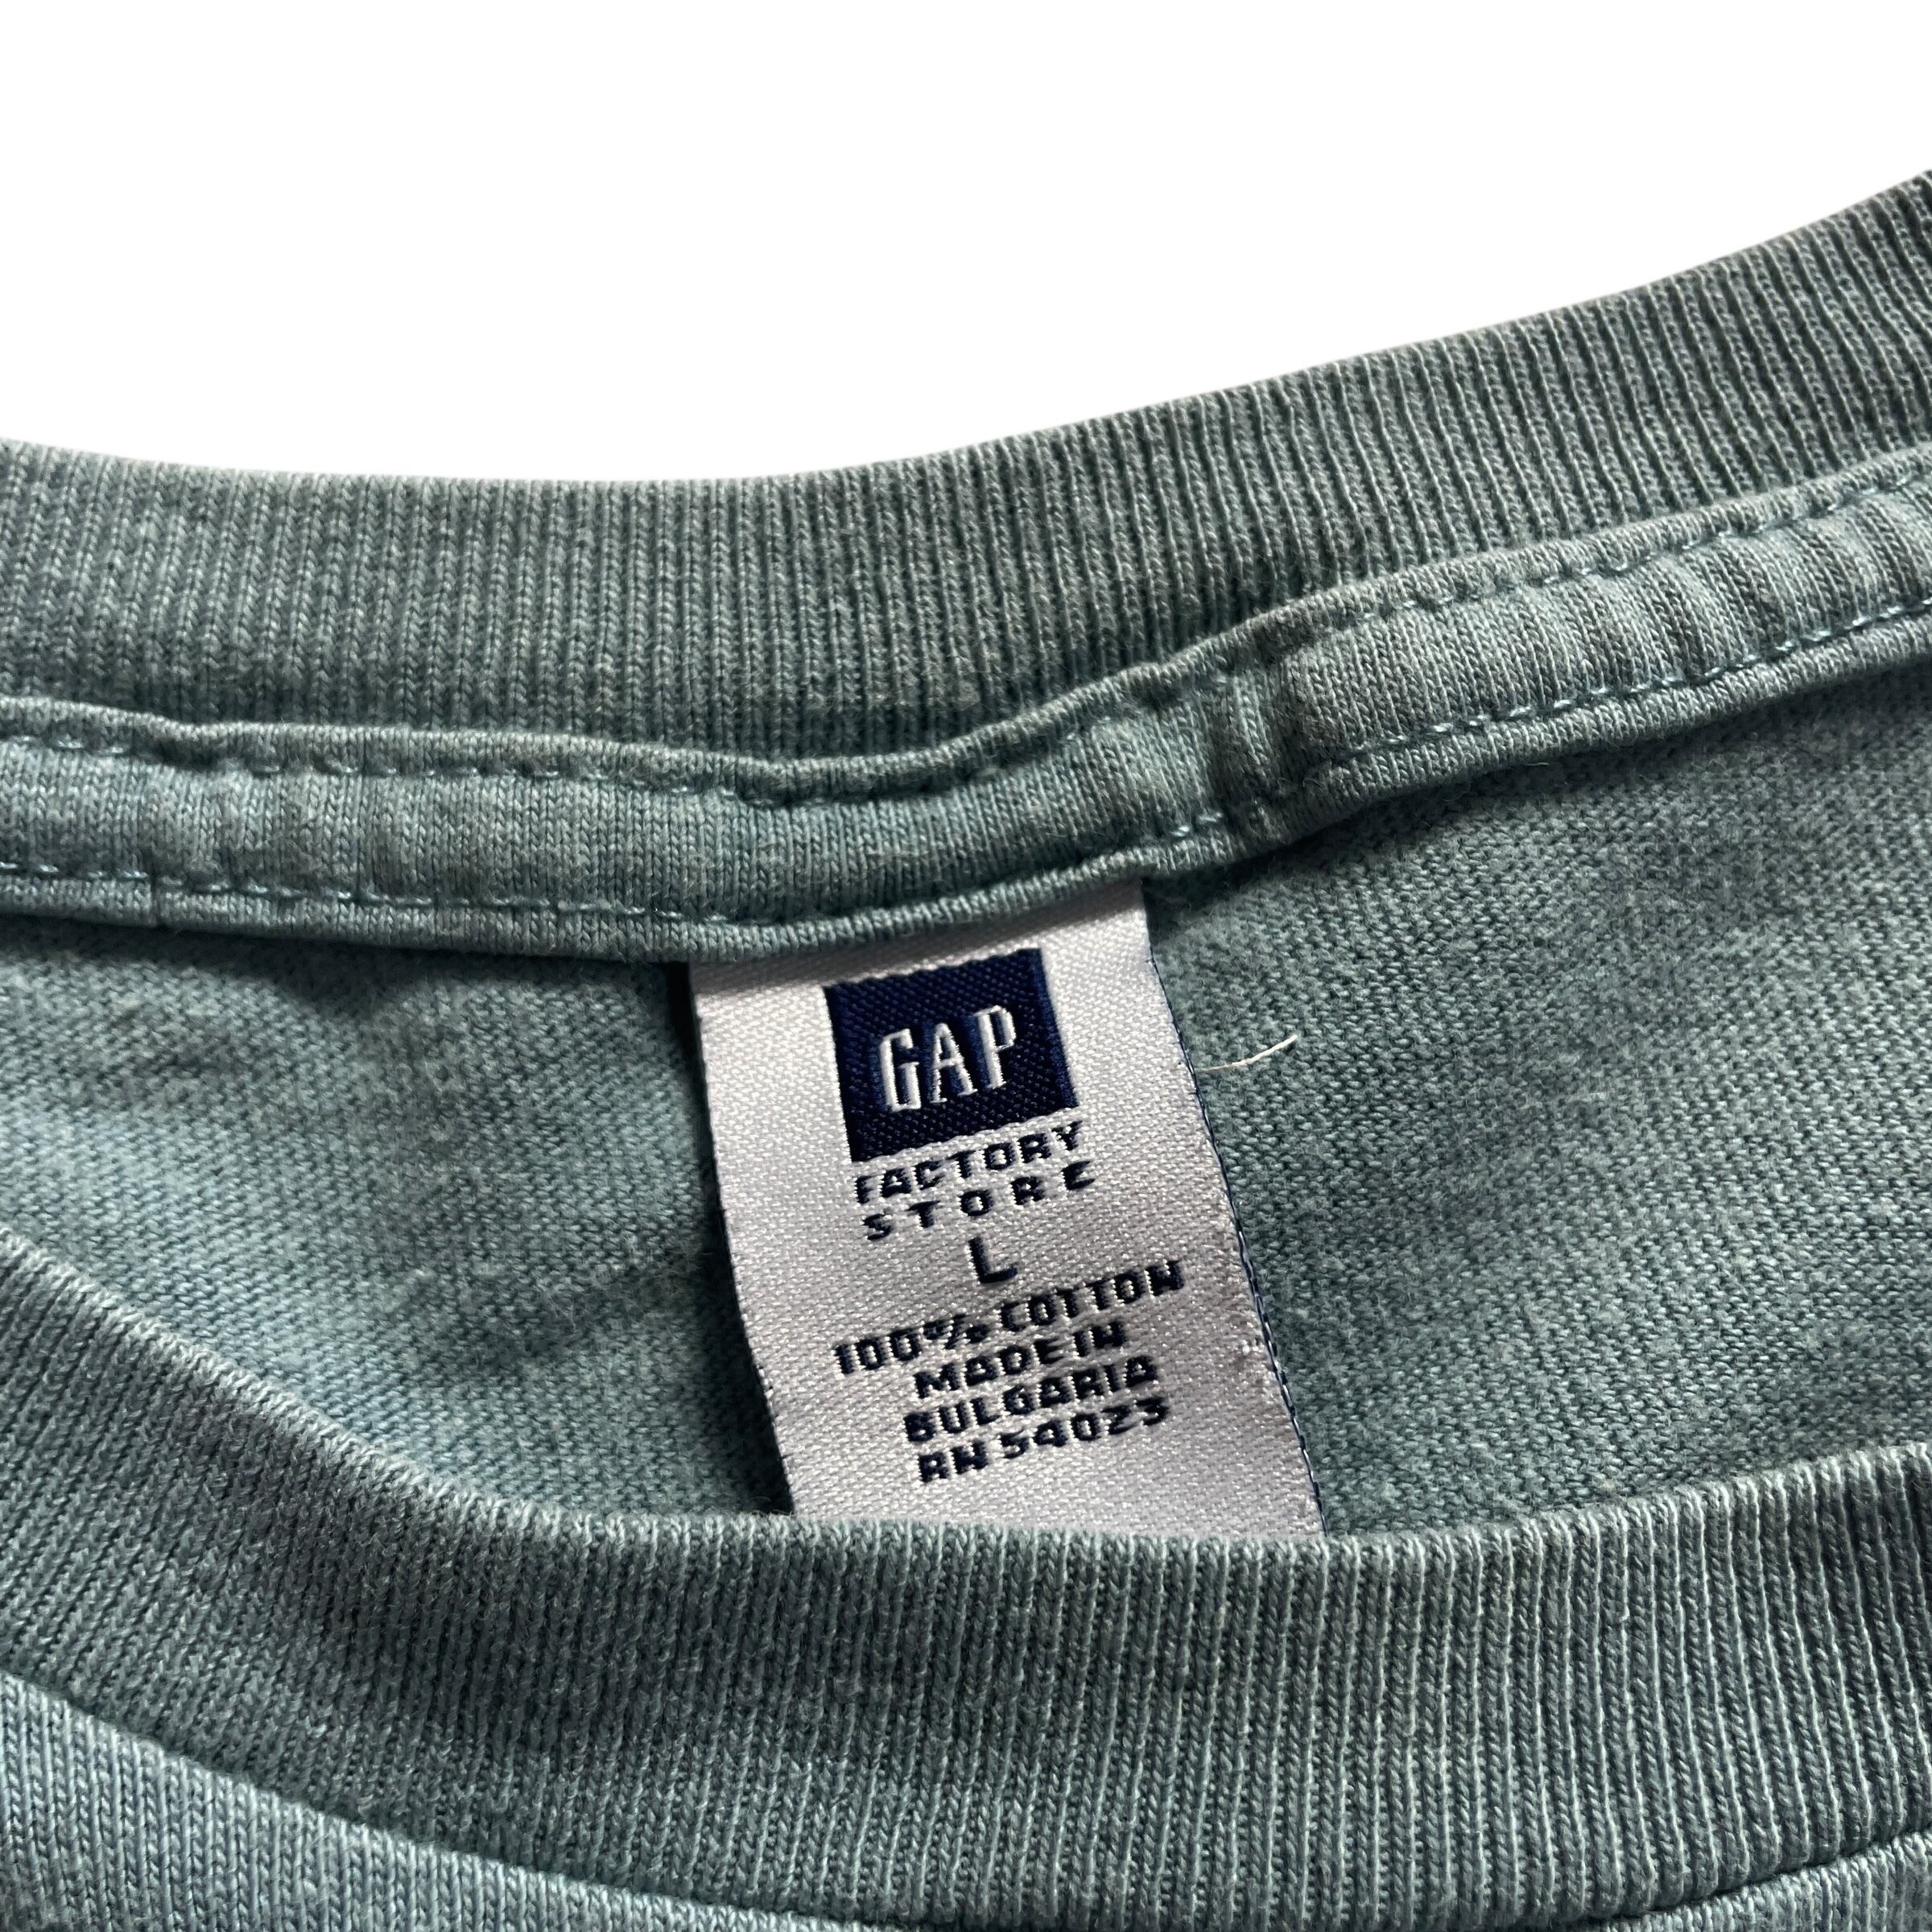 GAP
FACTORY
STORE
L
100% COTTON
MADE IN
BULGARIA
RN 54023